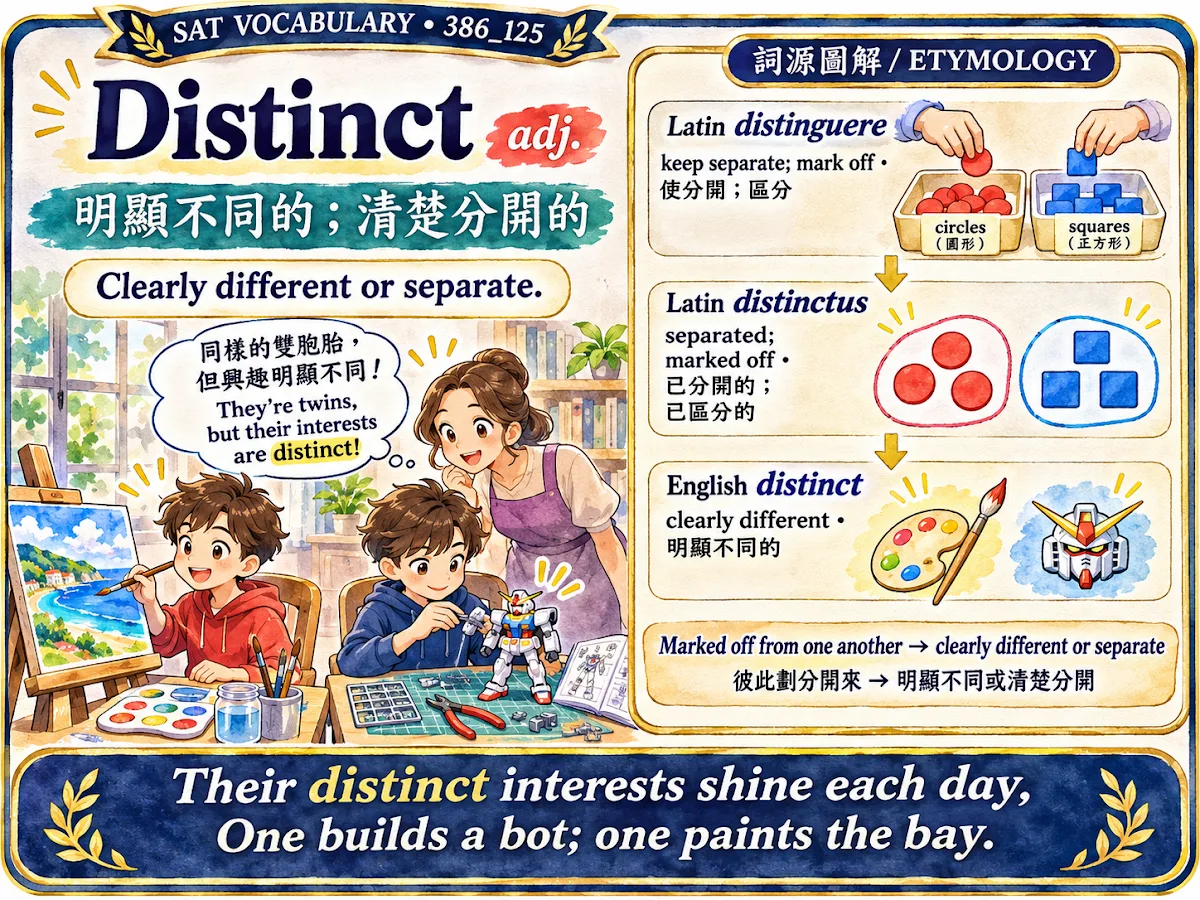 SAT VOCABULARY • 386_125
Distinct
adj.
明顯不同的；清楚分開的
Clearly different or separate.
同樣的雙胞胎，
但興趣明顯不同！
They're twins,
but their interests
are distinct!
詞源圖解 / ETYMOLOGY
Latin distinguere
keep separate; mark off •
使分開；區分
circles
（圓形）
squares
（正方形）
Latin distinctus
separated;
marked off •
已分開的；
已區分的
English distinct
clearly different •
明顯不同的
Marked off from one another → clearly different or separate
彼此劃分開來 → 明顯不同或清楚分開
Their distinct interests shine each day,
One builds a bot; one paints the bay.